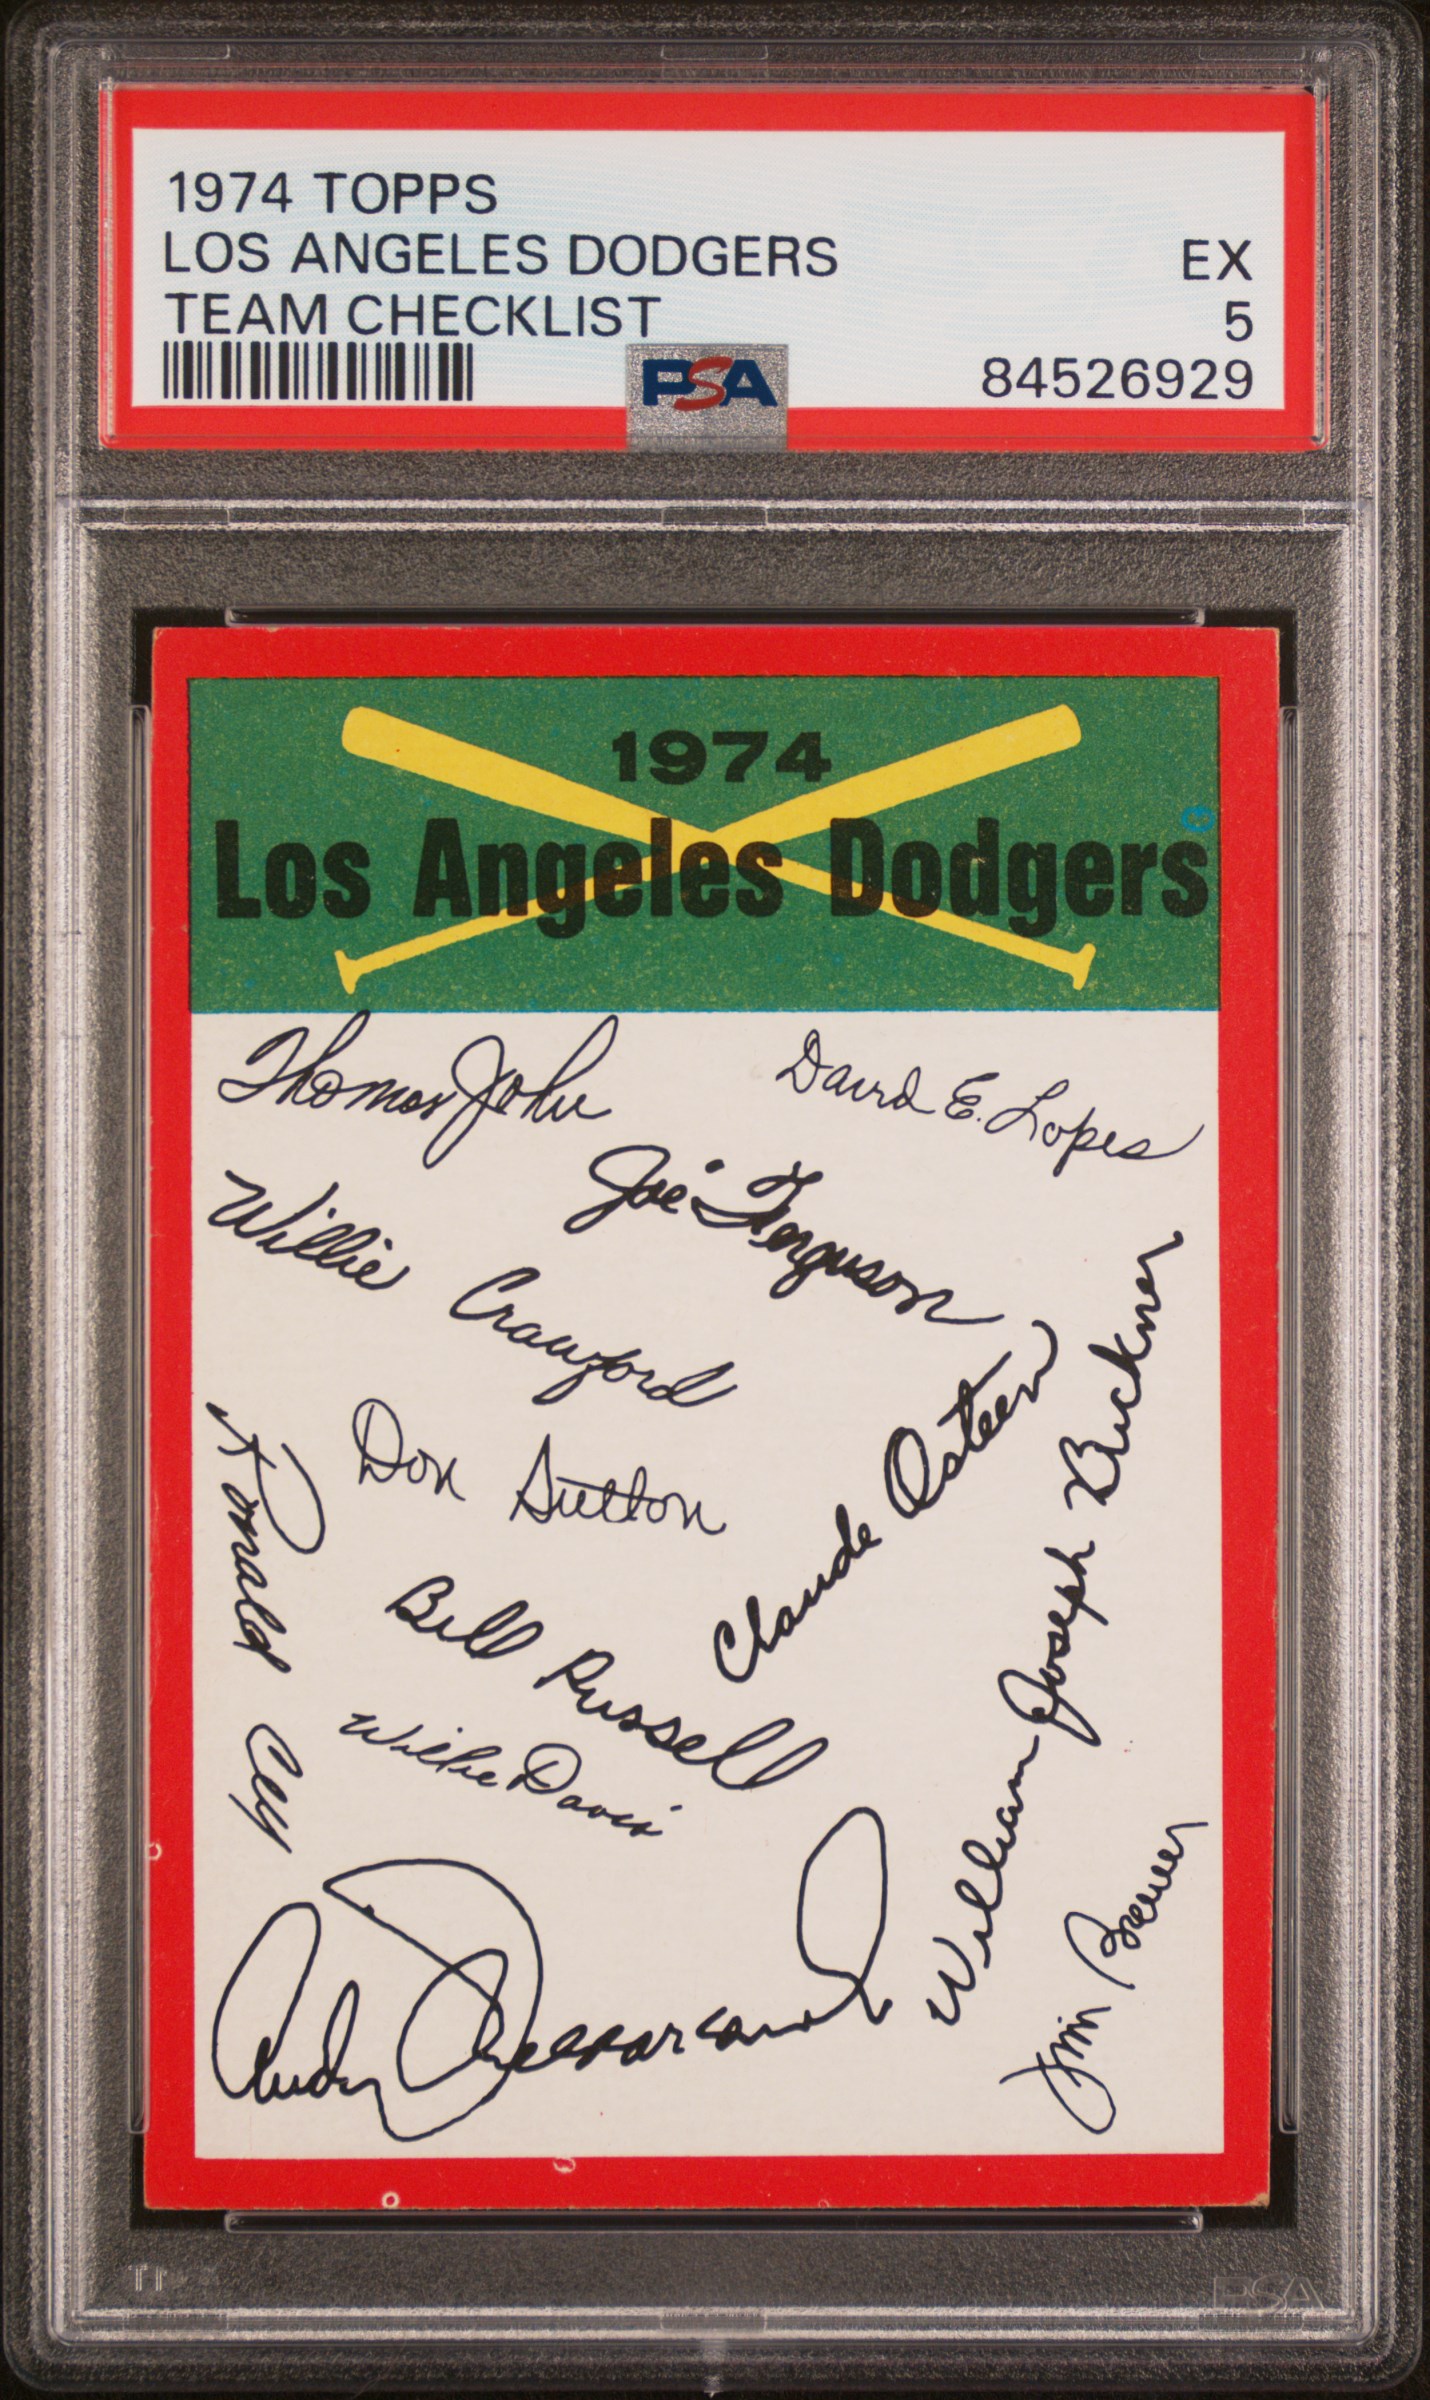 1974 TOPPS
LOS ANGELES DODGERS
TEAM CHECKLIST
EX
5
84526929
PSA
1974
Los Angeles Dodgers
Thomas John
David E. Lopes
Joe Ferguson
Willie Crawford
Don Sutton
Claude Osteen
William Joseph Buckner
Ronald Cey
Bill Russell
Willie Davis
Andy Messersmith
Jim Brewer
PSA